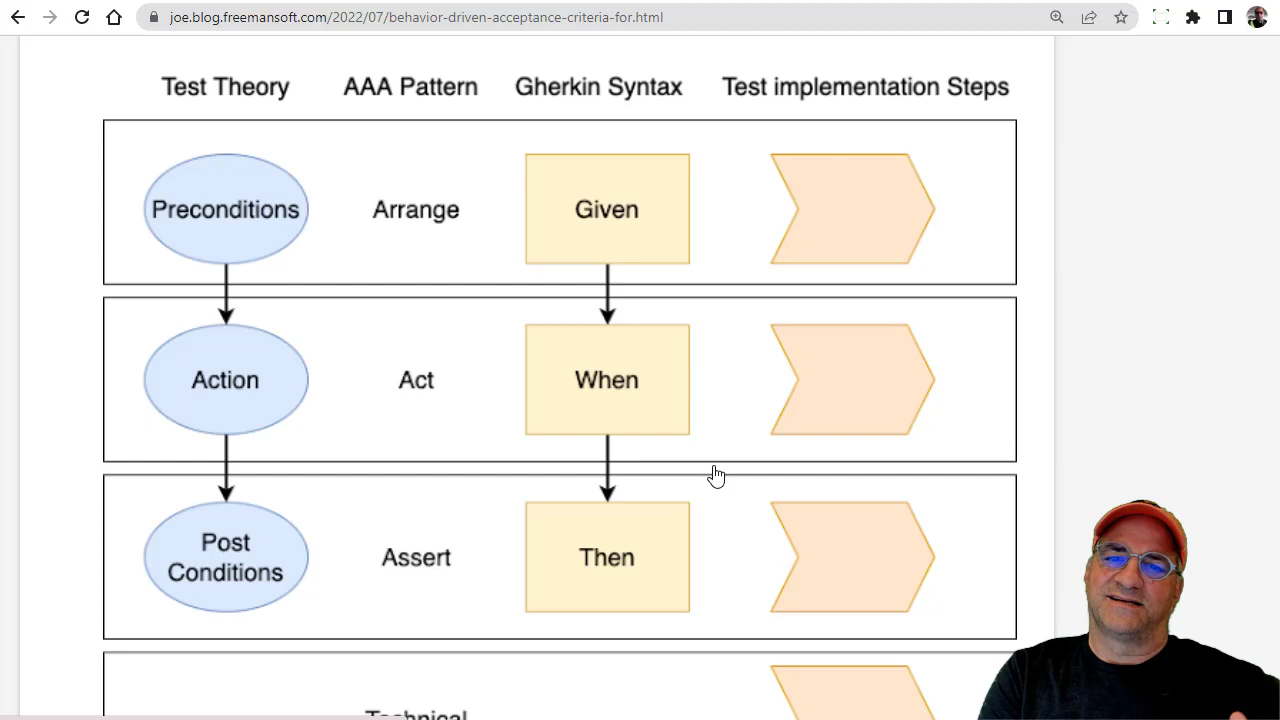 joe.blog.freemansoft.com/2022/07/behavior-driven-acceptance-criteria-for.html
Test Theory AAA Pattern Gherkin Syntax Test implementation Steps
Preconditions Arrange Given
Action Act When
Post
Conditions Assert Then
Technical